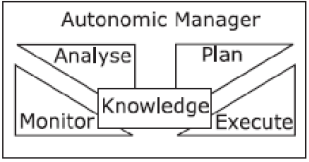 Autonomic Manager
Analyse
Plan
Knowledge
Monitor
Execute